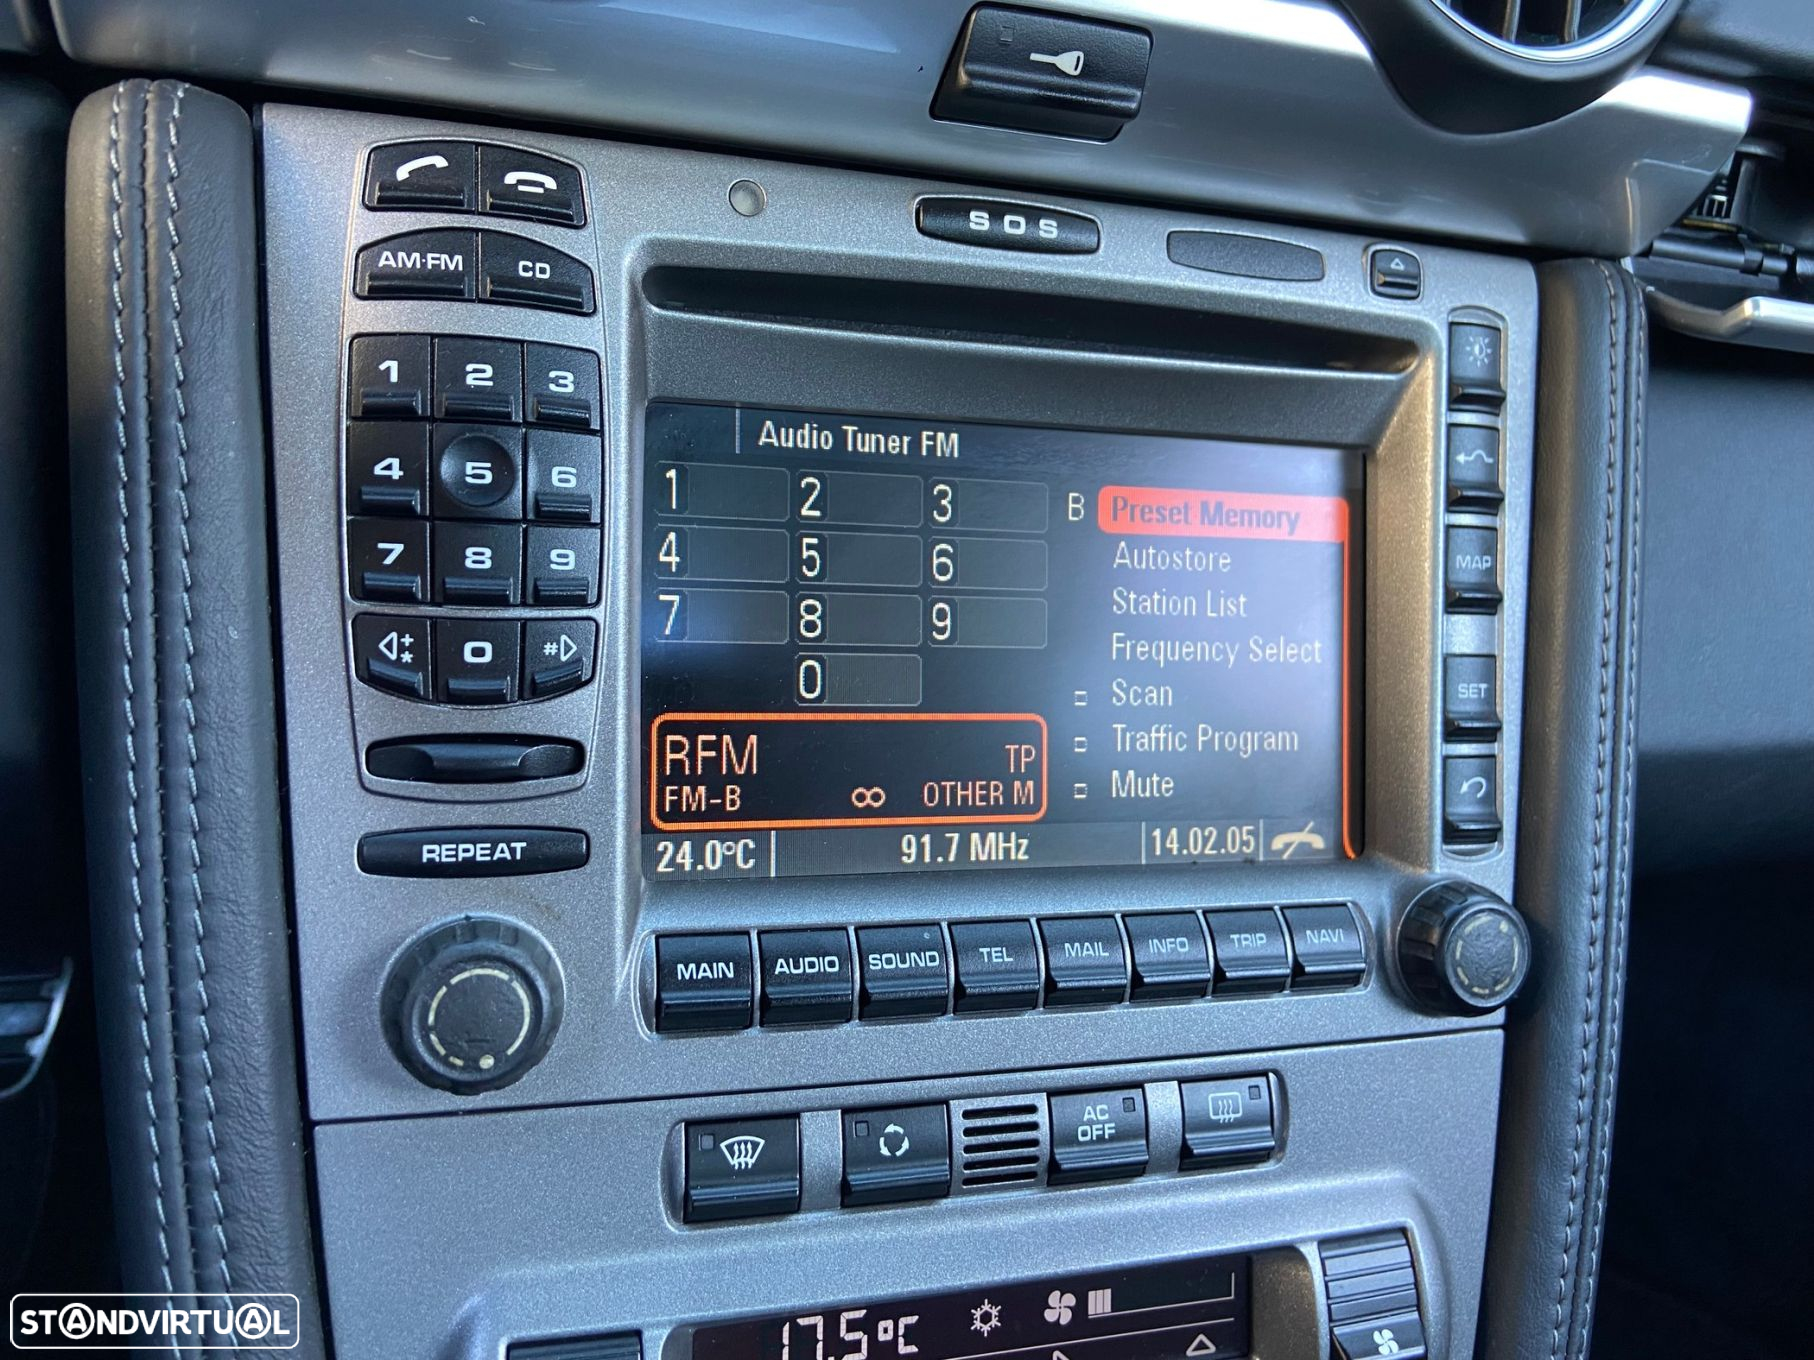 SOS
AM·FM CD
1 2 3
4 5 6
7 8 9
+
* 0 #
REPEAT
Audio Tuner FM
1 2 3
4 5 6
7 8 9
0
B Preset Memory
Autostore
Station List
Frequency Select
Scan
Traffic Program
Mute
RFM TP
FM-B ∞ OTHER M
24.0°C 91.7 MHz 14.02.05
MAP
SET
MAIN AUDIO SOUND TEL MAIL INFO TRIP NAVI
AC
OFF
17.5°C
STANDVIRTUAL